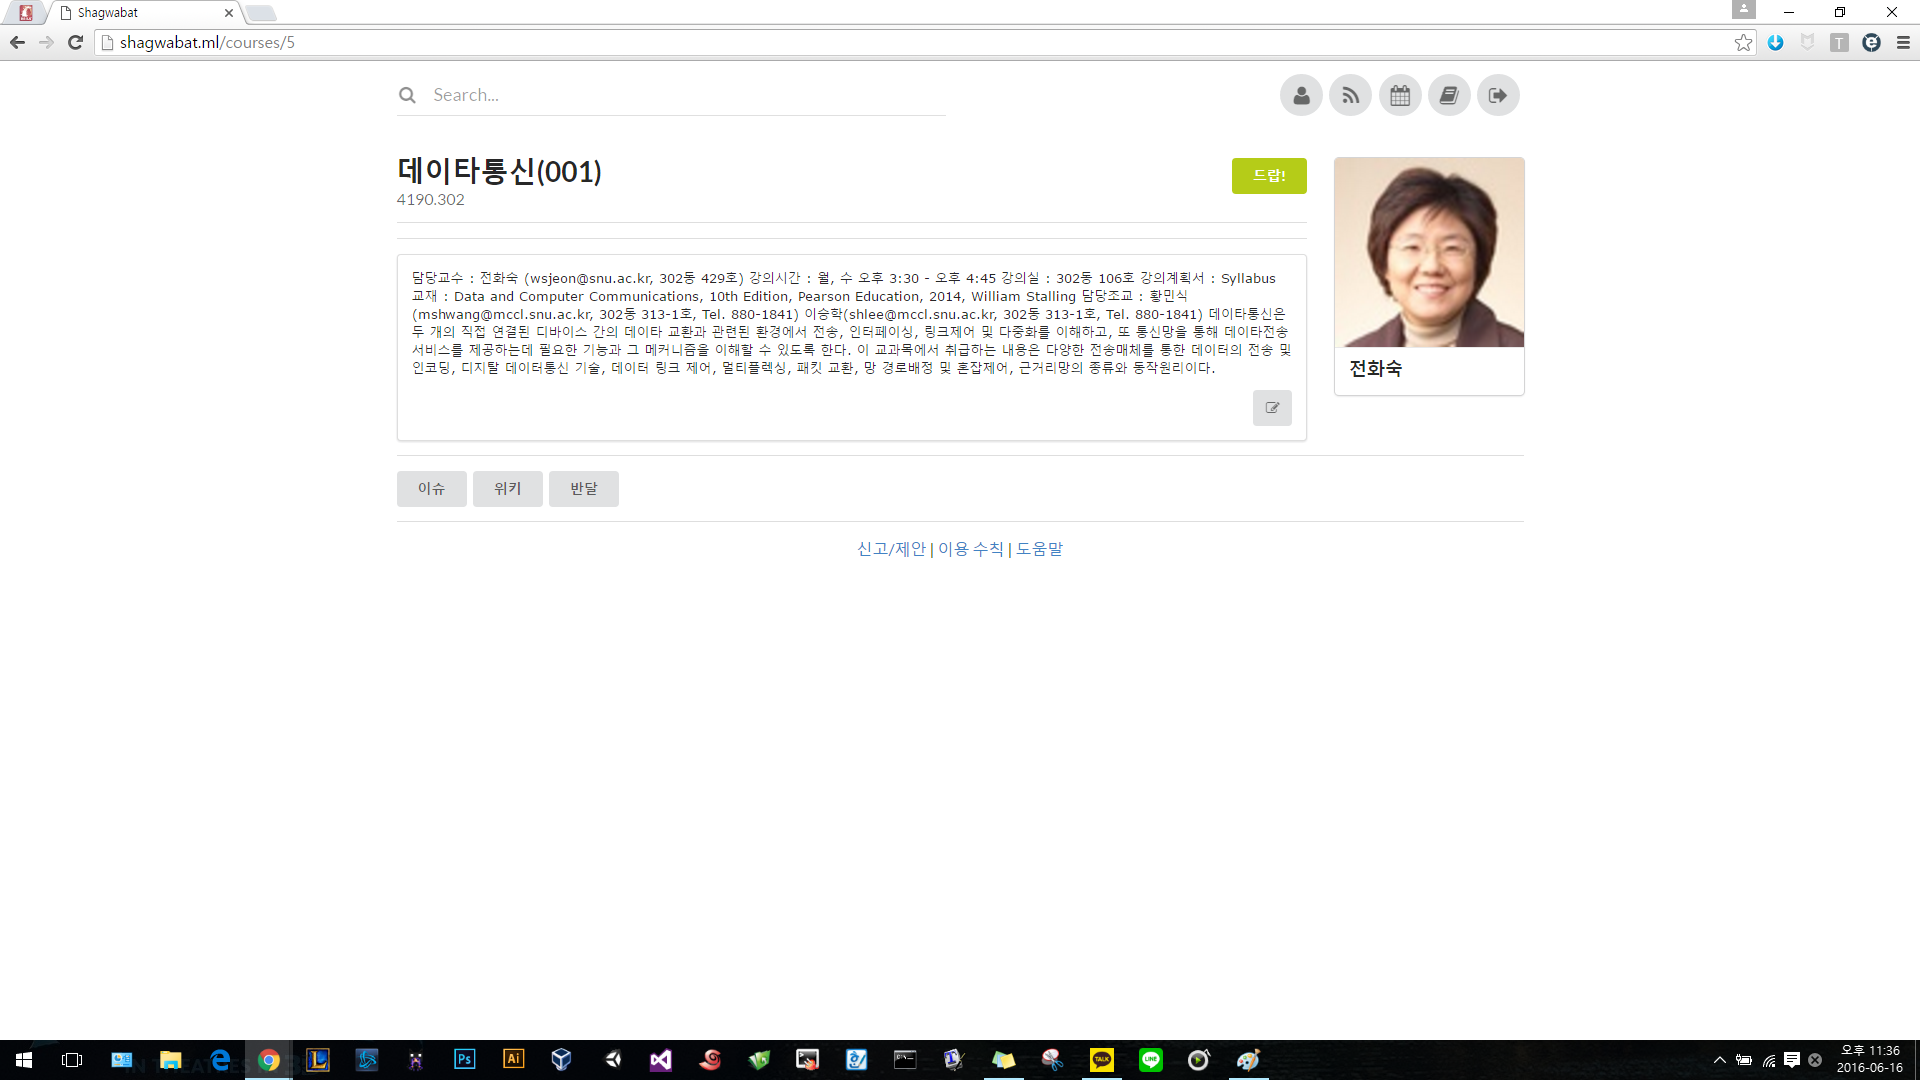 Shagwabat
shagwabat.ml/courses/5
T
Search...
데이타통신(001)
4190.302
드랍!
담당교수 : 전화숙 (wsjeon@snu.ac.kr, 302동 429호) 강의시간 : 월, 수 오후 3:30 - 오후 4:45 강의실 : 302동 106호 강의계획서 : Syllabus
교재 : Data and Computer Communications, 10th Edition, Pearson Education, 2014, William Stalling 담당조교 : 황민식
(mshwang@mccl.snu.ac.kr, 302동 313-1호, Tel. 880-1841) 이승학(shlee@mccl.snu.ac.kr, 302동 313-1호, Tel. 880-1841) 데이타통신은
두 개의 직접 연결된 디바이스 간의 데이타 교환과 관련된 환경에서 전송, 인터페이싱, 링크제어 및 다중화를 이해하고, 또 통신망을 통해 데이타전송
서비스를 제공하는데 필요한 기능과 그 메커니즘을 이해할 수 있도록 한다. 이 교과목에서 취급하는 내용은 다양한 전송매체를 통한 데이터의 전송 및
인코딩, 디지탈 데이터통신 기술, 데이터 링크 제어, 멀티플렉싱, 패킷 교환, 망 경로배정 및 혼잡제어, 근거리망의 종류와 동작원리이다.
전화숙
이슈 위키 반달
신고/제안 | 이용 수칙 | 도움말
Ps
Ai
TALK
LINE
오후 11:36
2016-06-16